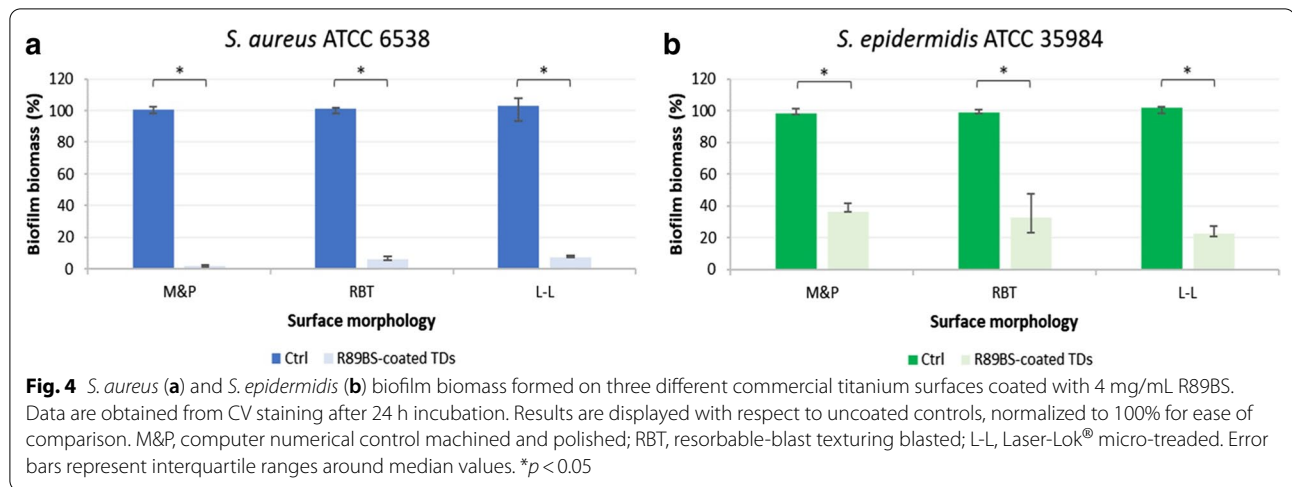 a
S. aureus ATCC 6538
Biofilm biomass (%)
120
*
*
*
100
80
60
40
20
0
M&P
RBT
L-L
Surface morphology
Ctrl
R89BS-coated TDs
b
S. epidermidis ATCC 35984
Biofilm biomass (%)
120
*
*
*
100
80
60
40
20
0
M&P
RBT
L-L
Surface morphology
Ctrl
R89BS-coated TDs
Fig. 4 S. aureus (a) and S. epidermidis (b) biofilm biomass formed on three different commercial titanium surfaces coated with 4 mg/mL R89BS.
Data are obtained from CV staining after 24 h incubation. Results are displayed with respect to uncoated controls, normalized to 100% for ease of
comparison. M&P, computer numerical control machined and polished; RBT, resorbable-blast texturing blasted; L-L, Laser-Lok® micro-treaded. Error
bars represent interquartile ranges around median values. *p < 0.05